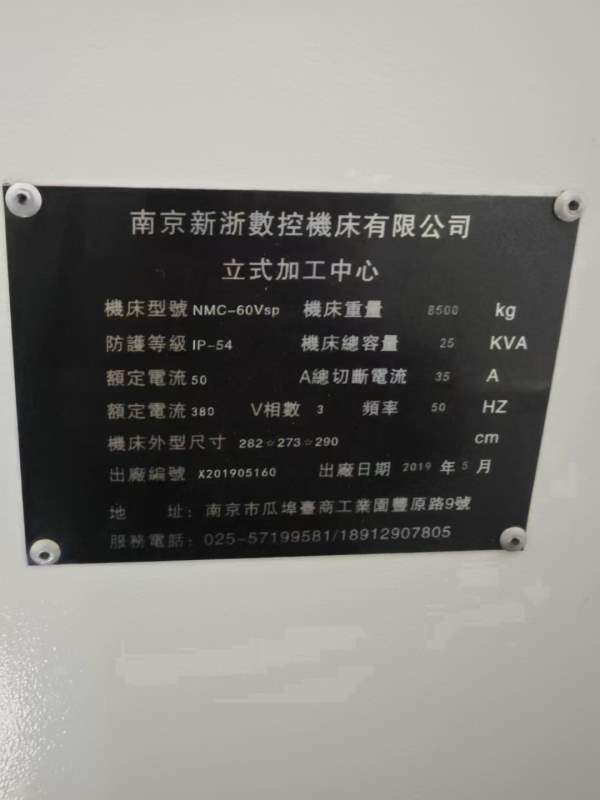 南京新浙數控機床有限公司
立式加工中心
機床型號 NMC-60Vsp 機床重量 8500 kg
防護等級 IP-54 機床總容量 25 KVA
額定電流 50 A總切斷電流 35 A
額定電流 380 V相數 3 頻率 50 HZ
機床外型尺寸 282☆273☆290 cm
出廠編號 X201905160 出廠日期 2019 年 5 月
地 址: 南京市瓜埠臺商工業園豐原路9號
服務電話: 025-57199581/18912907805